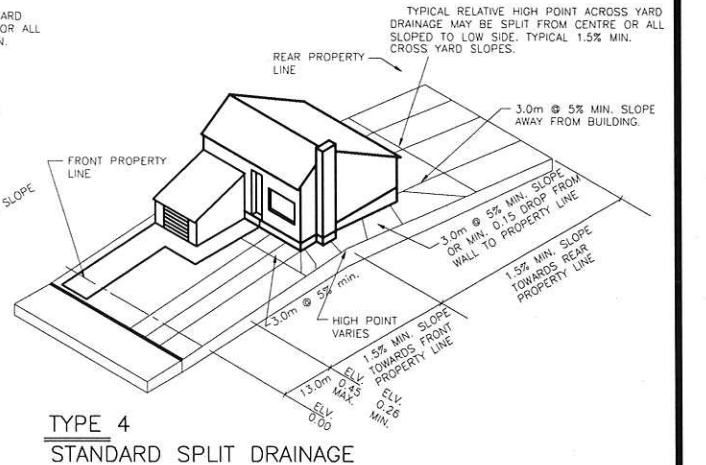 ARD
OR ALL
N.
SLOPE
TYPICAL RELATIVE HIGH POINT ACROSS YARD
DRAINAGE MAY BE SPLIT FROM CENTRE OR ALL
SLOPED TO LOW SIDE. TYPICAL 1.5% MIN.
CROSS YARD SLOPES.
REAR PROPERTY
LINE
3.0m @ 5% MIN. SLOPE
AWAY FROM BUILDING.
FRONT PROPERTY
LINE
3.0m @ 5% MIN. SLOPE
OR MIN. 0.15 DROP FROM
WALL TO PROPERTY LINE
1.5% MIN. SLOPE
TOWARDS REAR
PROPERTY LINE
3.0m @ 5% min.
HIGH POINT
VARIES
1.5% MIN. SLOPE
TOWARDS FRONT
PROPERTY LINE
13.0m
ELV.
0.45
MAX.
ELV.
0.26
MIN.
ELV.
0.00
TYPE 4
STANDARD SPLIT DRAINAGE